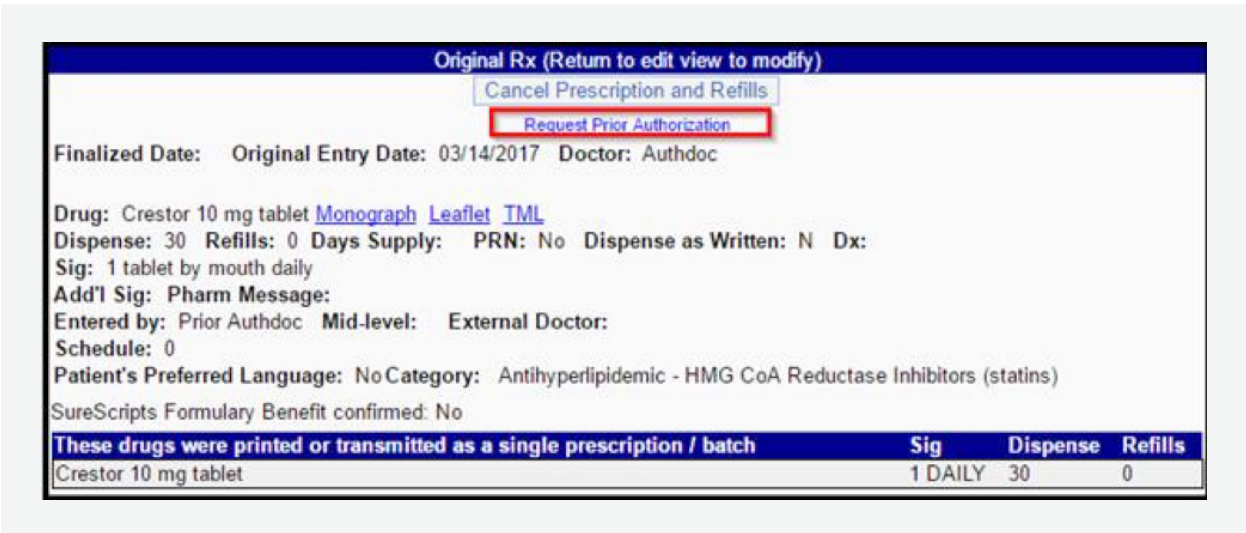 Original Rx (Return to edit view to modify)
Cancel Prescription and Refills
Request Prior Authorization
Finalized Date: Original Entry Date: 03/14/2017 Doctor: Authdoc
Drug: Crestor 10 mg tablet Monograph Leaflet TML
Dispense: 30 Refills: 0 Days Supply: PRN: No Dispense as Written: N Dx:
Sig: 1 tablet by mouth daily
Add'l Sig: Pharm Message:
Entered by: Prior Authdoc Mid-level: External Doctor:
Schedule: 0
Patient's Preferred Language: No Category: Antihyperlipidemic - HMG CoA Reductase Inhibitors (statins)
SureScripts Formulary Benefit confirmed: No
These drugs were printed or transmitted as a single prescription / batch Sig Dispense Refills
Crestor 10 mg tablet 1 DAILY 30 0